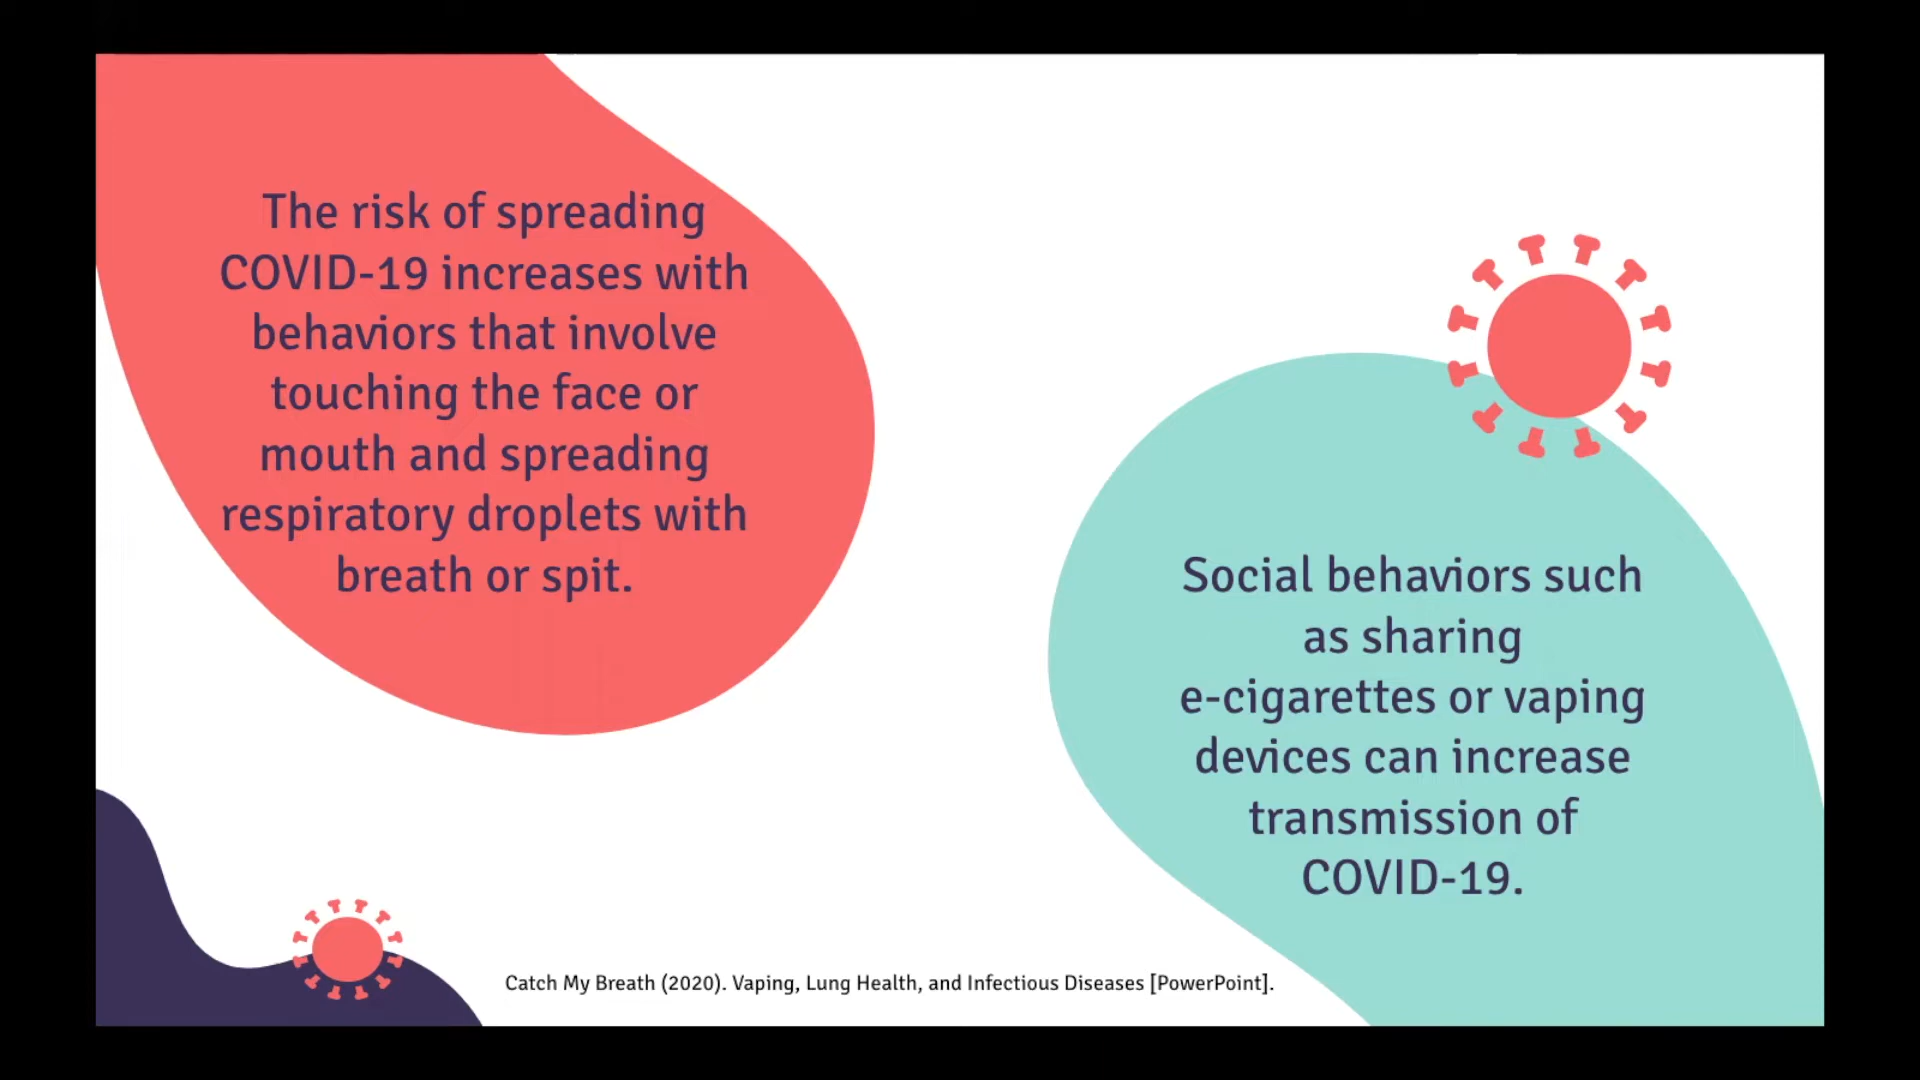 The risk of spreading
COVID-19 increases with
behaviors that involve
touching the face or
mouth and spreading
respiratory droplets with
breath or spit.
Social behaviors such
as sharing
e-cigarettes or vaping
devices can increase
transmission of
COVID-19.
Catch My Breath (2020). Vaping, Lung Health, and Infectious Diseases [PowerPoint].